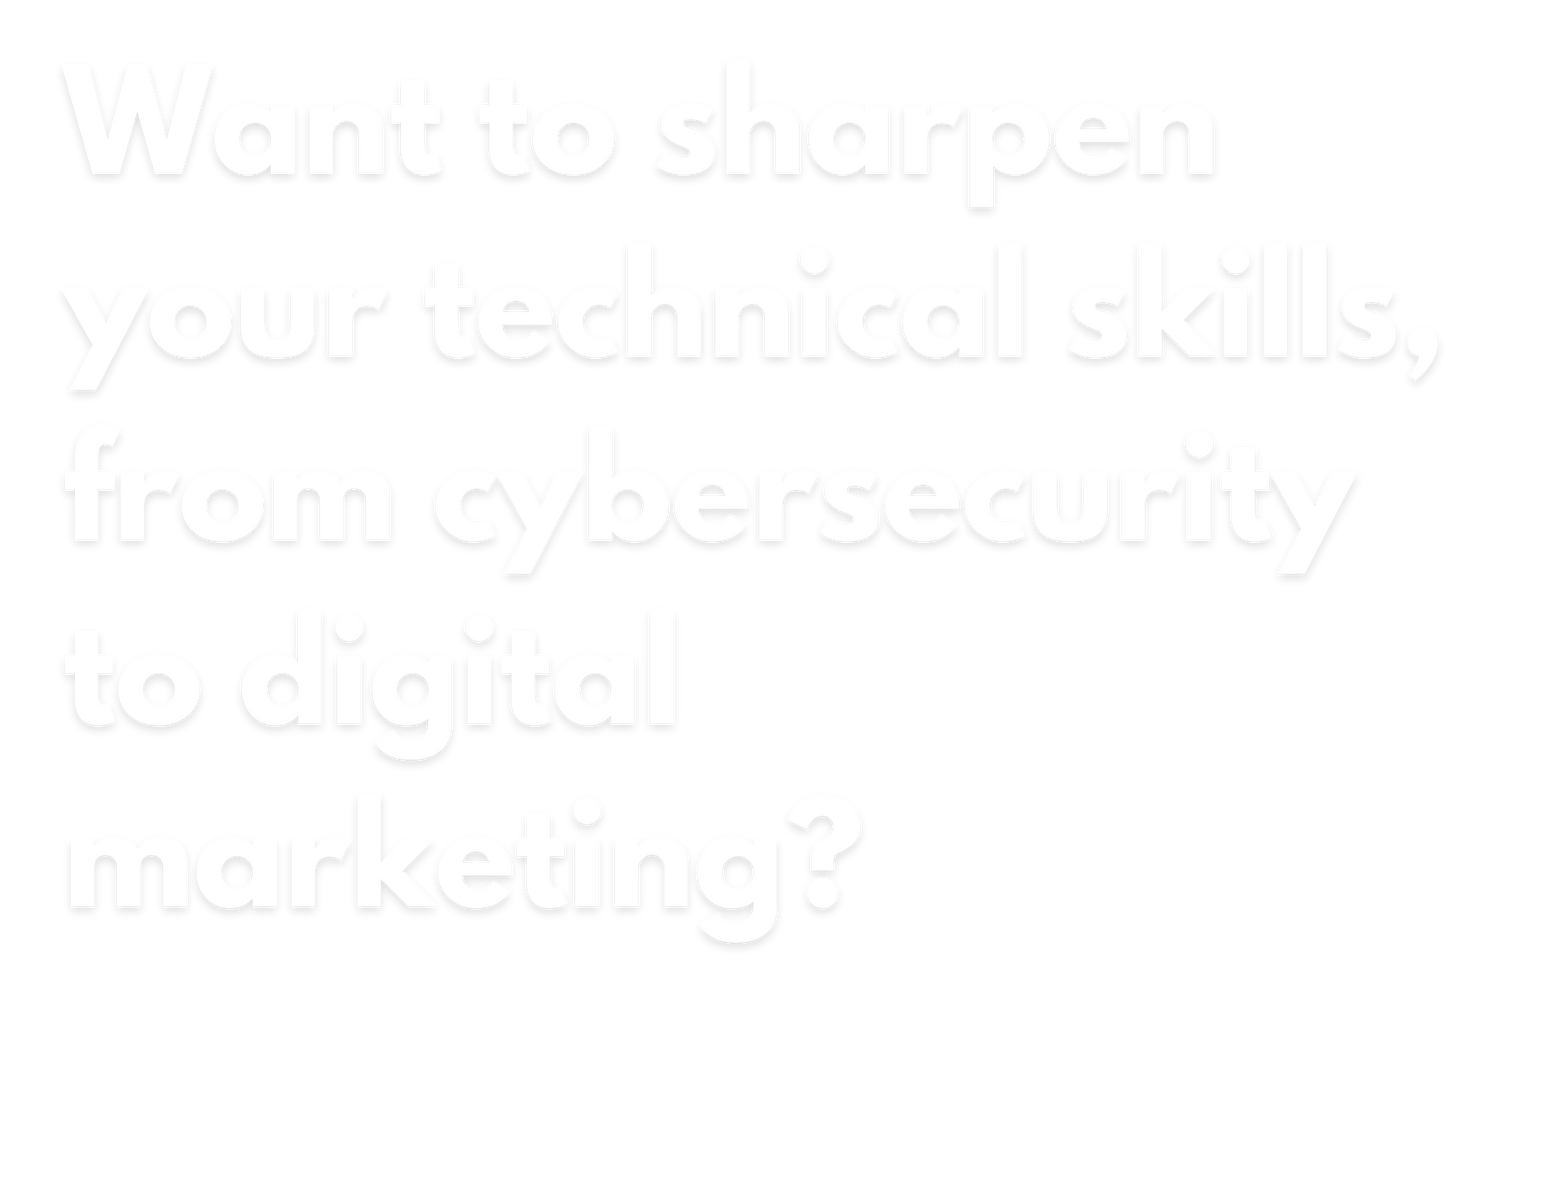 Want to sharpen
your technical skills,
from cybersecurity
to digital
marketing?